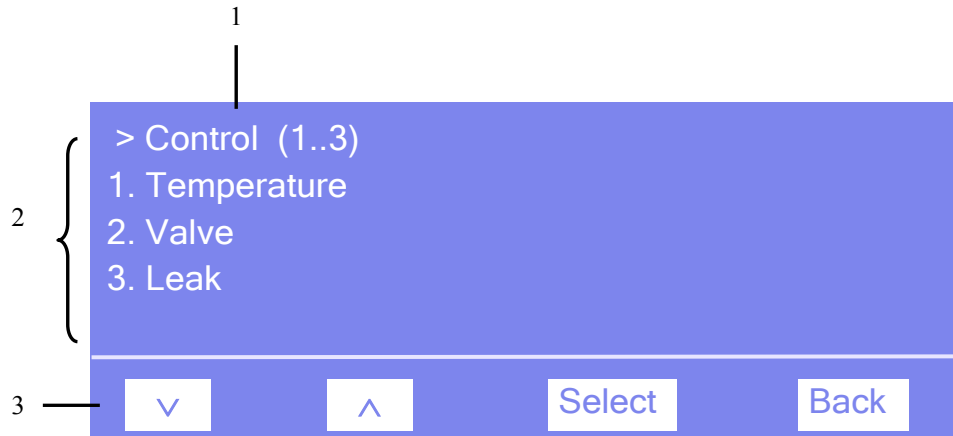 1
> Control (1..3)
1. Temperature
2
2. Valve
3. Leak
3
∨ ∧ Select Back